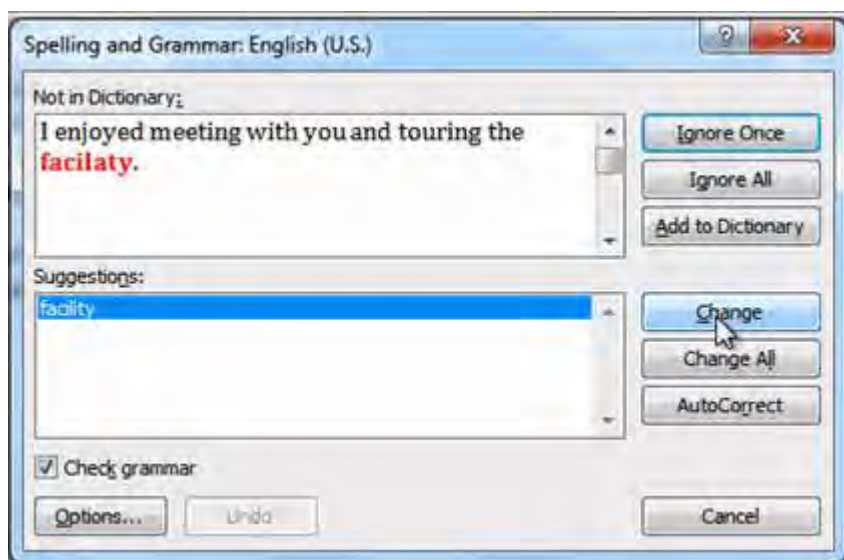 Spelling and Grammar: English (U.S.)
Not in Dictionary:
I enjoyed meeting with you and touring the
facilaty.
Ignore Once
Ignore All
Add to Dictionary
Suggestions:
facility
Change
Change All
AutoCorrect
Check grammar
Options...
Undo
Cancel